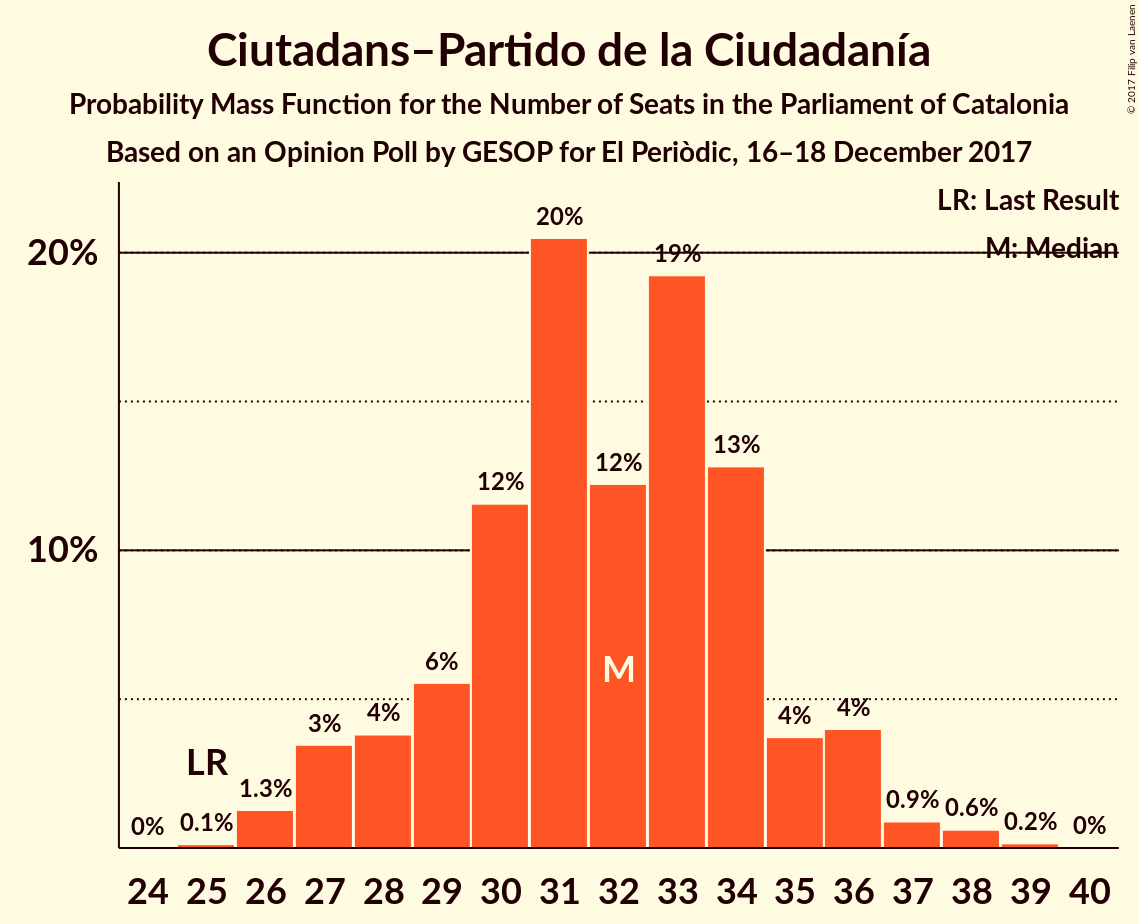 Ciutadans–Partido de la Ciudadanía
Probability Mass Function for the Number of Seats in the Parliament of Catalonia
Based on an Opinion Poll by GESOP for El Periòdic, 16–18 December 2017
© 2017 Filip van Laenen
LR: Last Result
M: Median
20%
10%
0%
0.1%
1.3%
3%
4%
6%
12%
20%
12%
19%
13%
4%
4%
0.9%
0.6%
0.2%
0%
LR
M
24 25 26 27 28 29 30 31 32 33 34 35 36 37 38 39 40